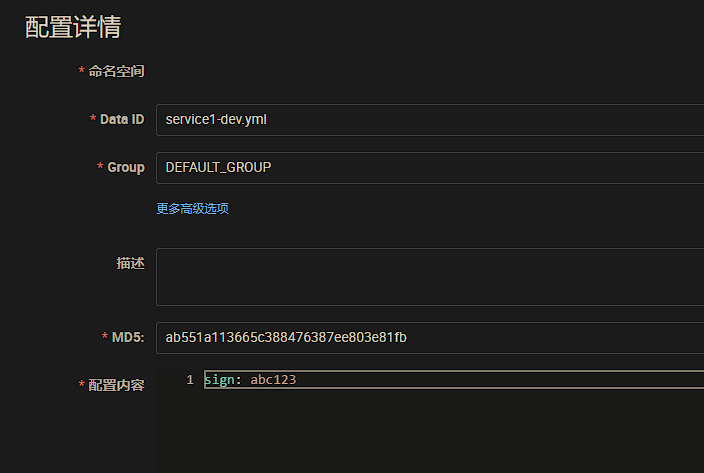 配置详情
* 命名空间
* Data ID service1-dev.yml
* Group DEFAULT_GROUP
更多高级选项
描述
* MD5: ab551a113665c388476387ee803e81fb
* 配置内容 1 sign: abc123